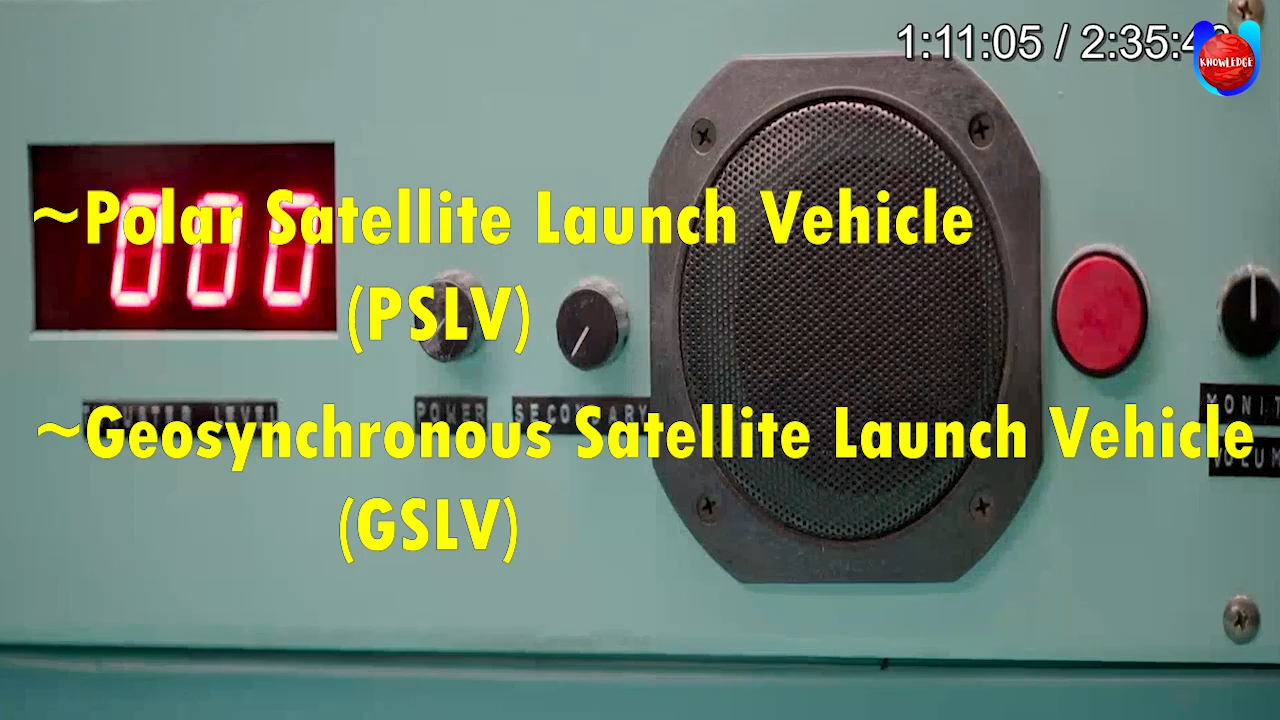 1:11:05 / 2:35:4
KNOWLEDGE
000
~Polar Satellite Launch Vehicle
(PSLV)
POWER
SECONDARY
~Geosynchronous Satellite Launch Vehicle
(GSLV)